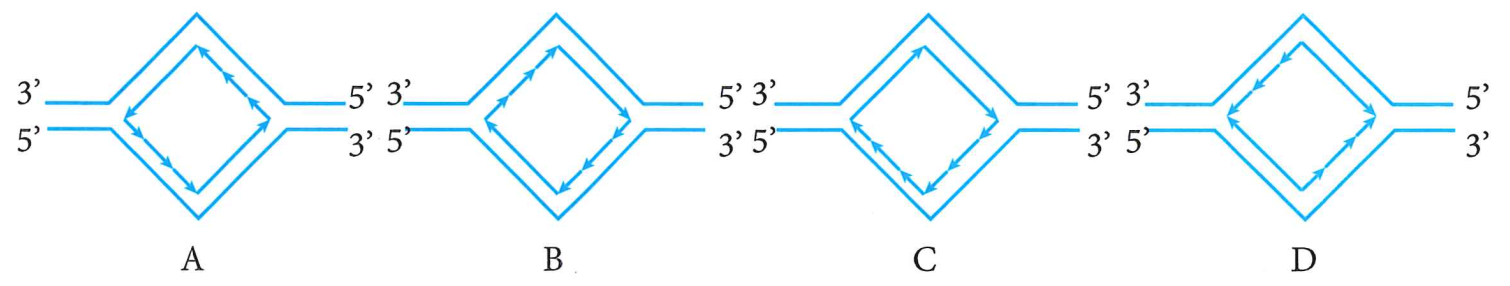 3’ 5’ 3’ 5’ 3’ 5’ 3’ 5’
5’ 3’ 5’ 3’ 5’ 3’ 5’ 3’
A B C D